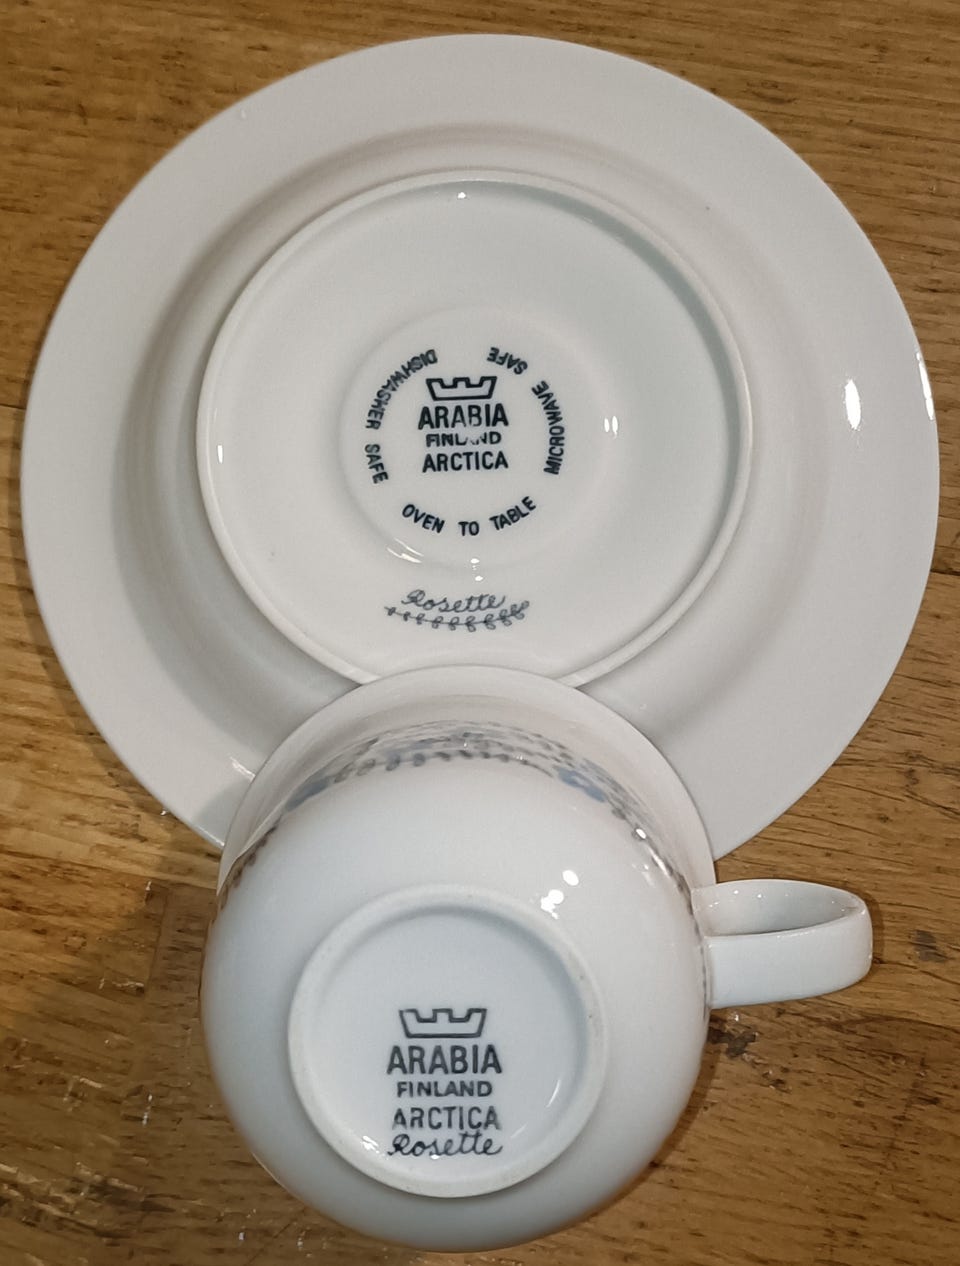 DISHWASHER SAFE
MICROWAVE SAFE
ARABIA
FINLAND
ARCTICA
OVEN TO TABLE
Rosette
ARABIA
FINLAND
ARCTICA
Rosette